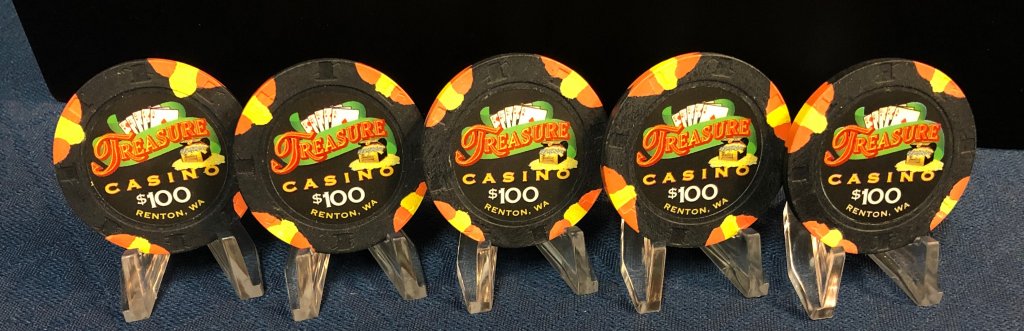 TREASURE
CASINO
$100
RENTON, WA
TREASURE
CASINO
$100
RENTON, WA
TREASURE
CASINO
$100
RENTON, WA
TREASURE
CASINO
$100
RENTON, WA
TREASURE
CASINO
$100
RENTON, WA